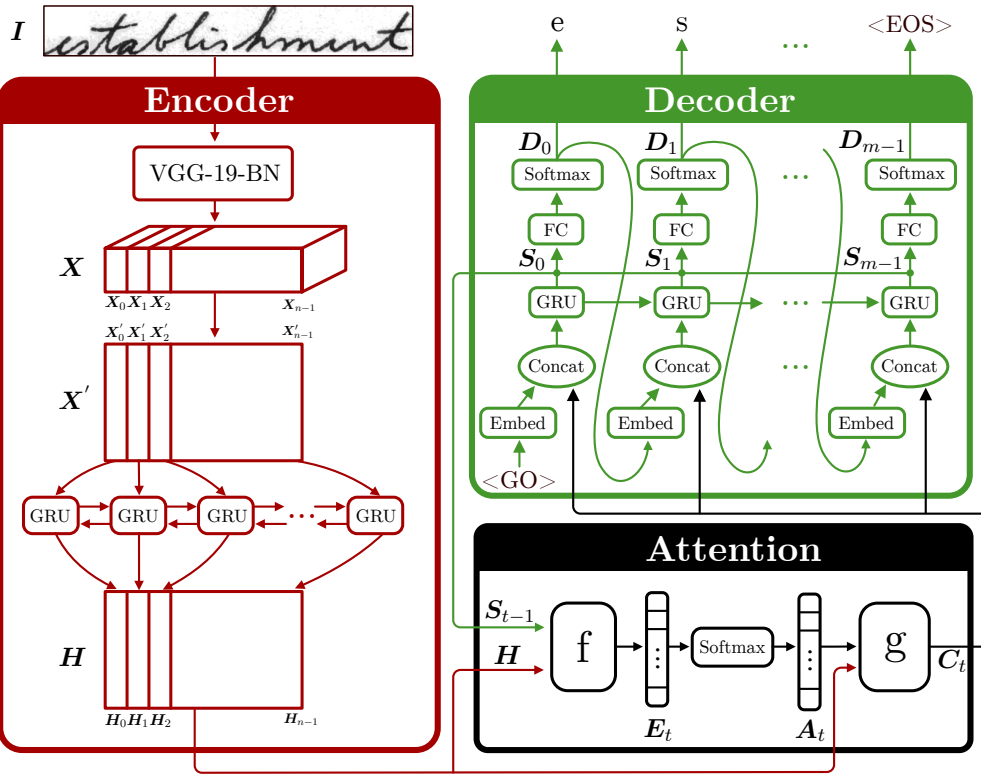 I
establishment
Encoder
VGG-19-BN
X
X₀ X₁ X₂ Xₙ₋₁
X′₀ X′₁ X′₂ X′ₙ₋₁
X′
GRU GRU GRU ... GRU
H
H₀ H₁ H₂ Hₙ₋₁
e s ... <EOS>
Decoder
D₀ D₁ Dₘ₋₁
Softmax Softmax ... Softmax
FC FC FC
S₀ S₁ Sₘ₋₁
GRU GRU ... GRU
Concat Concat ... Concat
Embed Embed Embed
<GO>
Attention
Sₜ₋₁
H
f
⋮
Eₜ
Softmax
⋮
Aₜ
g
Cₜ